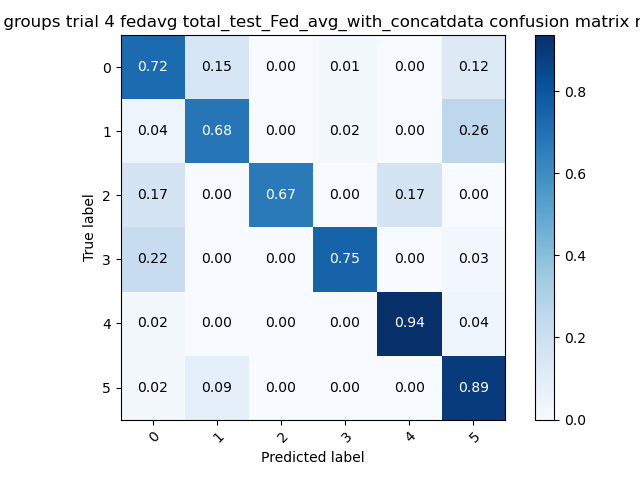 groups trial 4 fedavg total_test_Fed_avg_with_concatdata confusion matrix
True label
0 0.72 0.15 0.00 0.01 0.00 0.12
1 0.04 0.68 0.00 0.02 0.00 0.26
2 0.17 0.00 0.67 0.00 0.17 0.00
3 0.22 0.00 0.00 0.75 0.00 0.03
4 0.02 0.00 0.00 0.00 0.94 0.04
5 0.02 0.09 0.00 0.00 0.00 0.89
0 1 2 3 4 5
Predicted label
0.8
0.6
0.4
0.2
0.0